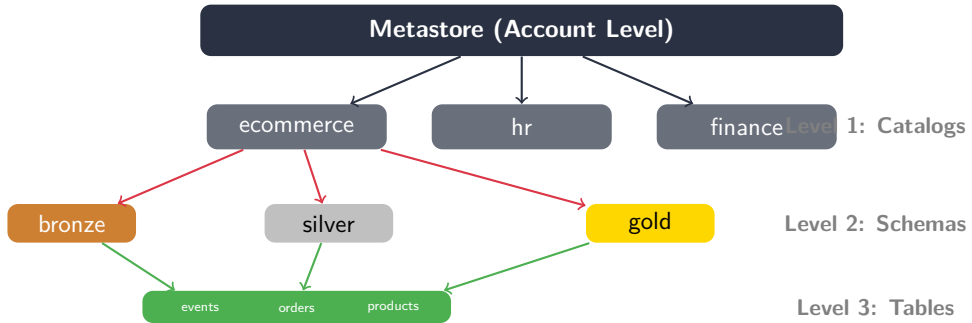 Metastore (Account Level)
ecommerce hr finance Level 1: Catalogs
bronze silver gold Level 2: Schemas
events orders products Level 3: Tables